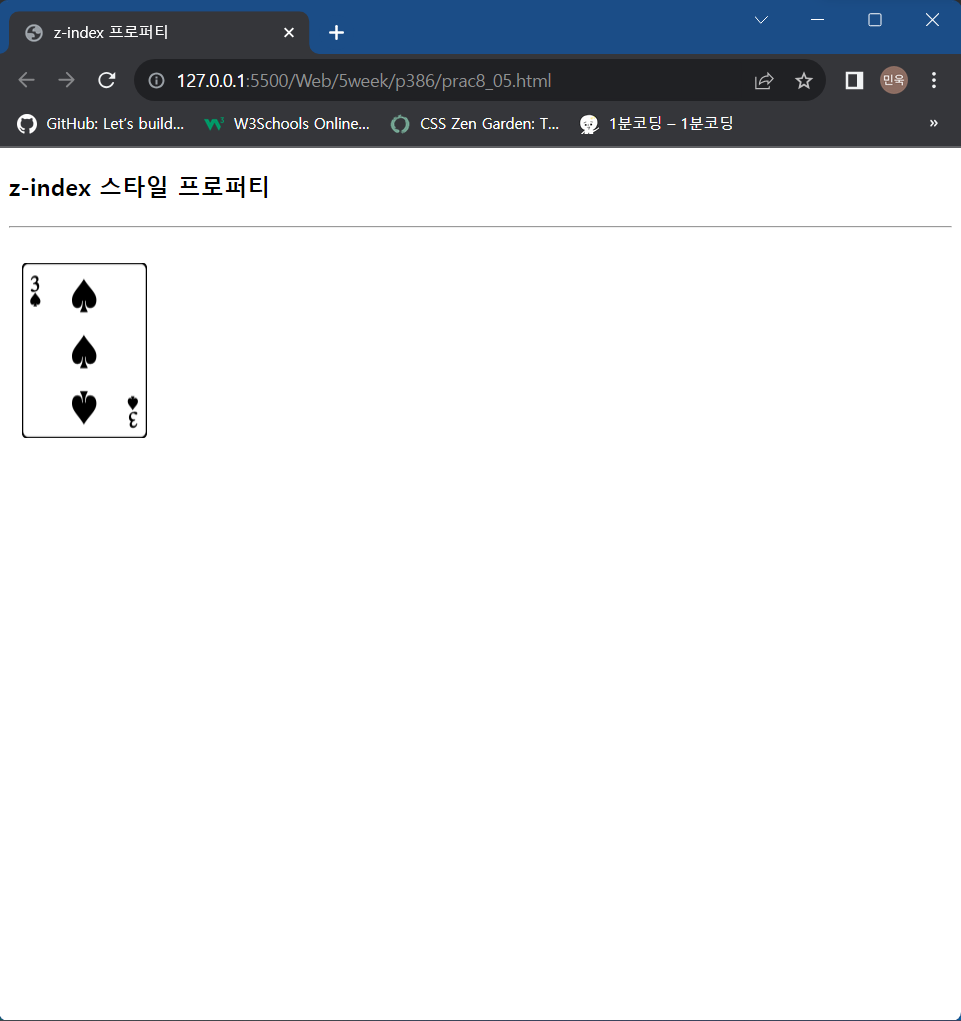 z-index 프로퍼티
127.0.0.1:5500/Web/5week/p386/prac8_05.html
민욱
GitHub: Let's build...
W3Schools Online...
CSS Zen Garden: T...
1분코딩 – 1분코딩
»
z-index 스타일 프로퍼티
3
3